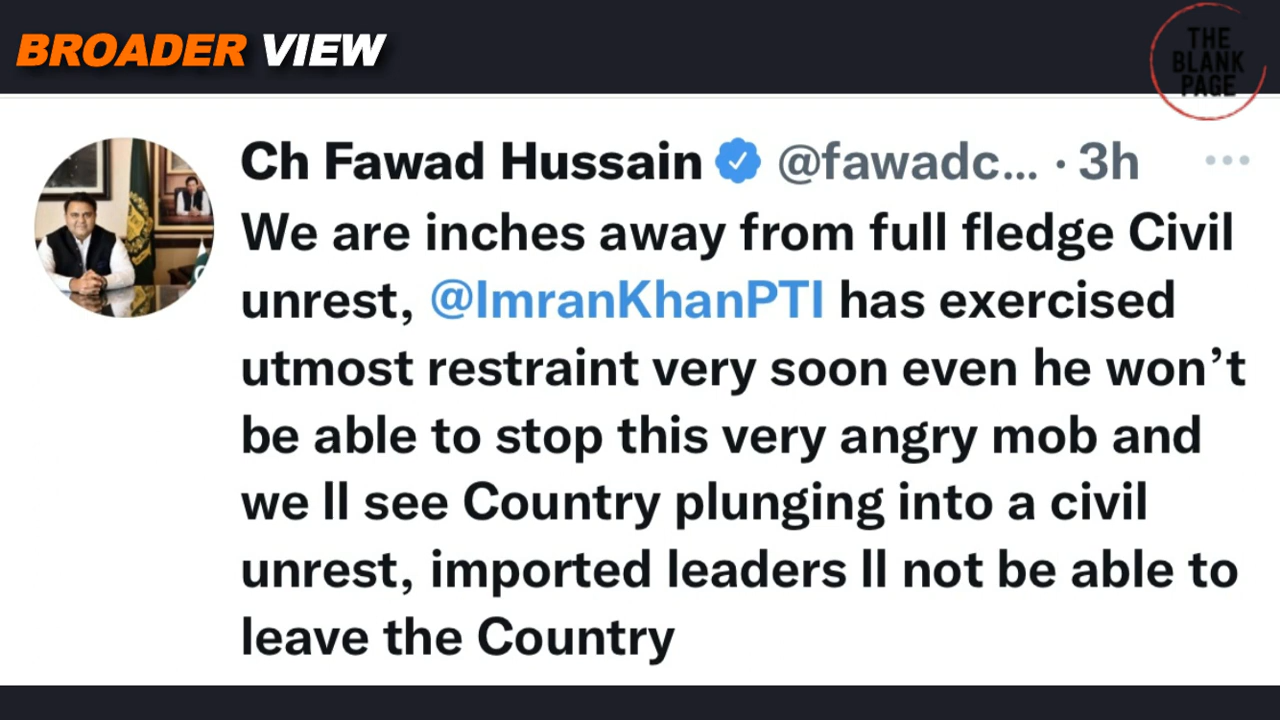 BROADER VIEW
THE
BLANK
PAGE
Ch Fawad Hussain @fawadc... · 3h
We are inches away from full fledge Civil
unrest, @ImranKhanPTI has exercised
utmost restraint very soon even he won’t
be able to stop this very angry mob and
we ll see Country plunging into a civil
unrest, imported leaders ll not be able to
leave the Country